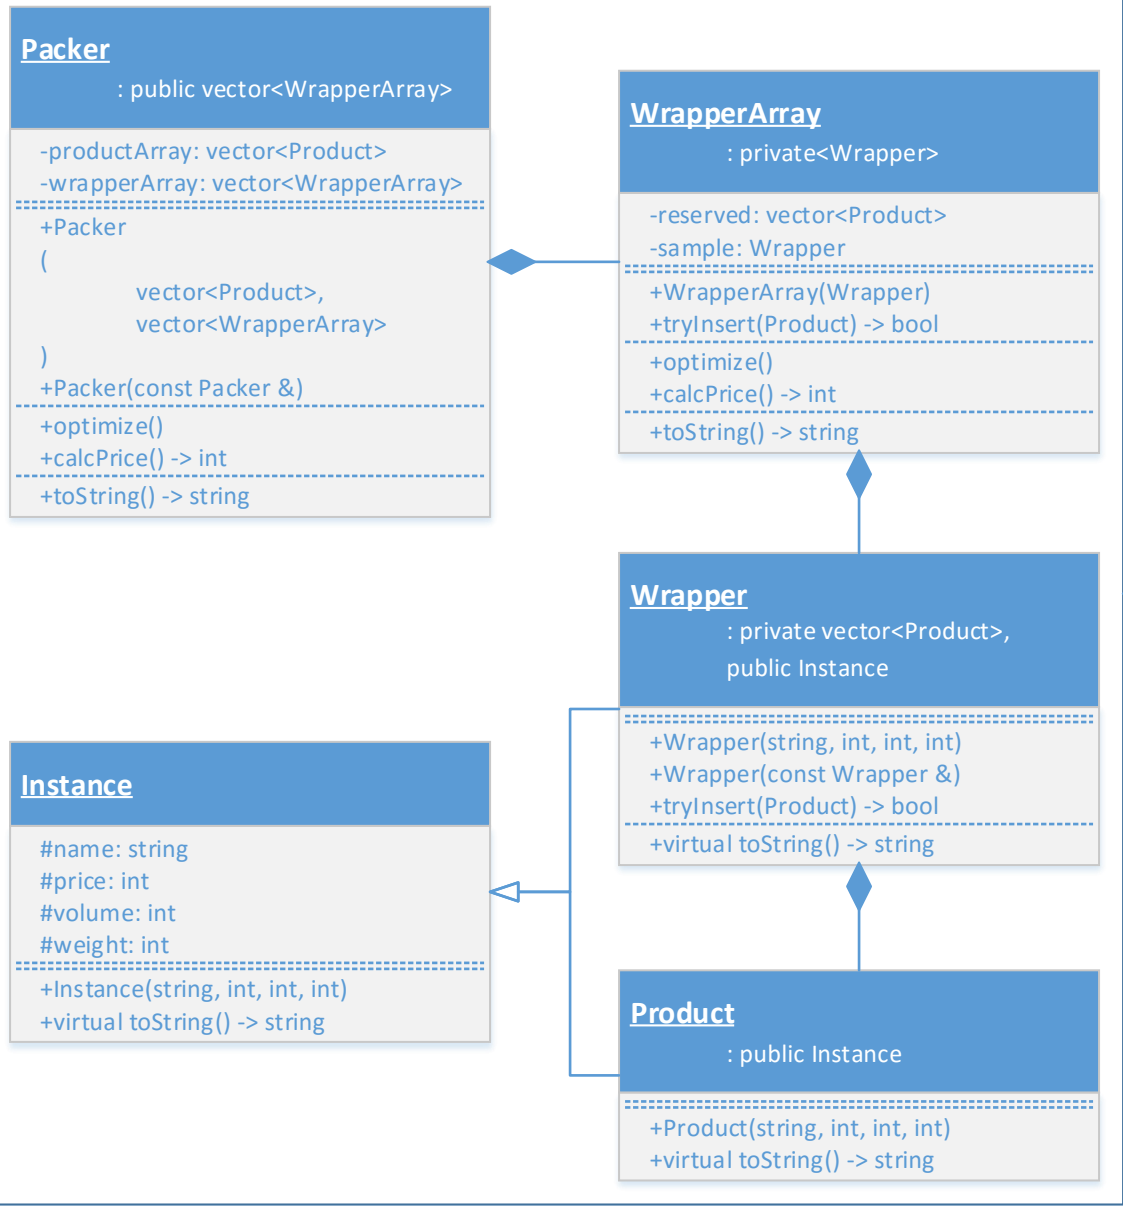 Packer
: public vector<WrapperArray>
-productArray: vector<Product>
-wrapperArray: vector<WrapperArray>
+Packer
(
vector<Product>,
vector<WrapperArray>
)
+Packer(const Packer &)
+optimize()
+calcPrice() -> int
+toString() -> string
WrapperArray
: private<Wrapper>
-reserved: vector<Product>
-sample: Wrapper
+WrapperArray(Wrapper)
+tryInsert(Product) -> bool
+optimize()
+calcPrice() -> int
+toString() -> string
Wrapper
: private vector<Product>,
public Instance
+Wrapper(string, int, int, int)
+Wrapper(const Wrapper &)
+tryInsert(Product) -> bool
+virtual toString() -> string
Instance
#name: string
#price: int
#volume: int
#weight: int
+Instance(string, int, int, int)
+virtual toString() -> string
Product
: public Instance
+Product(string, int, int, int)
+virtual toString() -> string